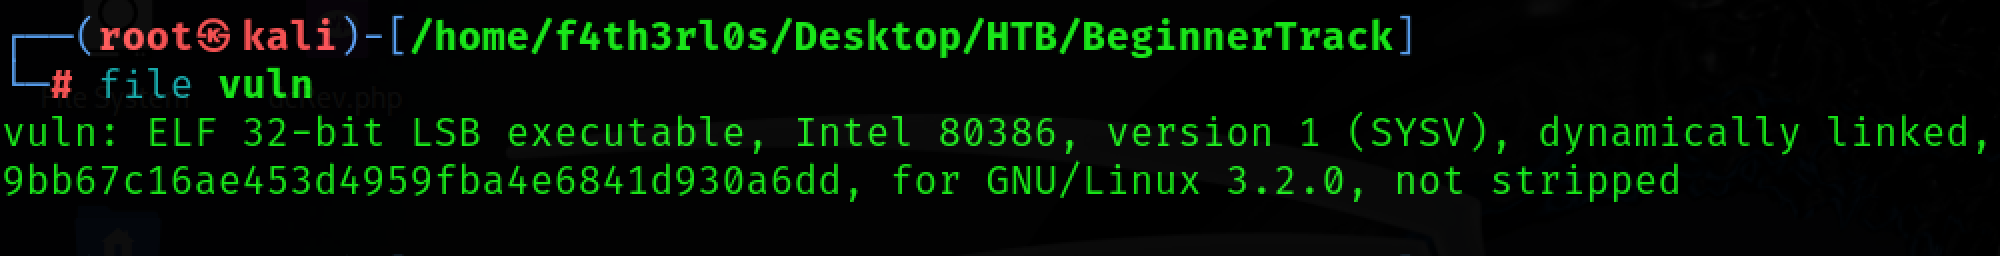 ┌──(root㉿kali)-[/home/f4th3rl0s/Desktop/HTB/BeginnerTrack]
└─# file vuln
vuln: ELF 32-bit LSB executable, Intel 80386, version 1 (SYSV), dynamically linked,
9bb67c16ae453d4959fba4e6841d930a6dd, for GNU/Linux 3.2.0, not stripped